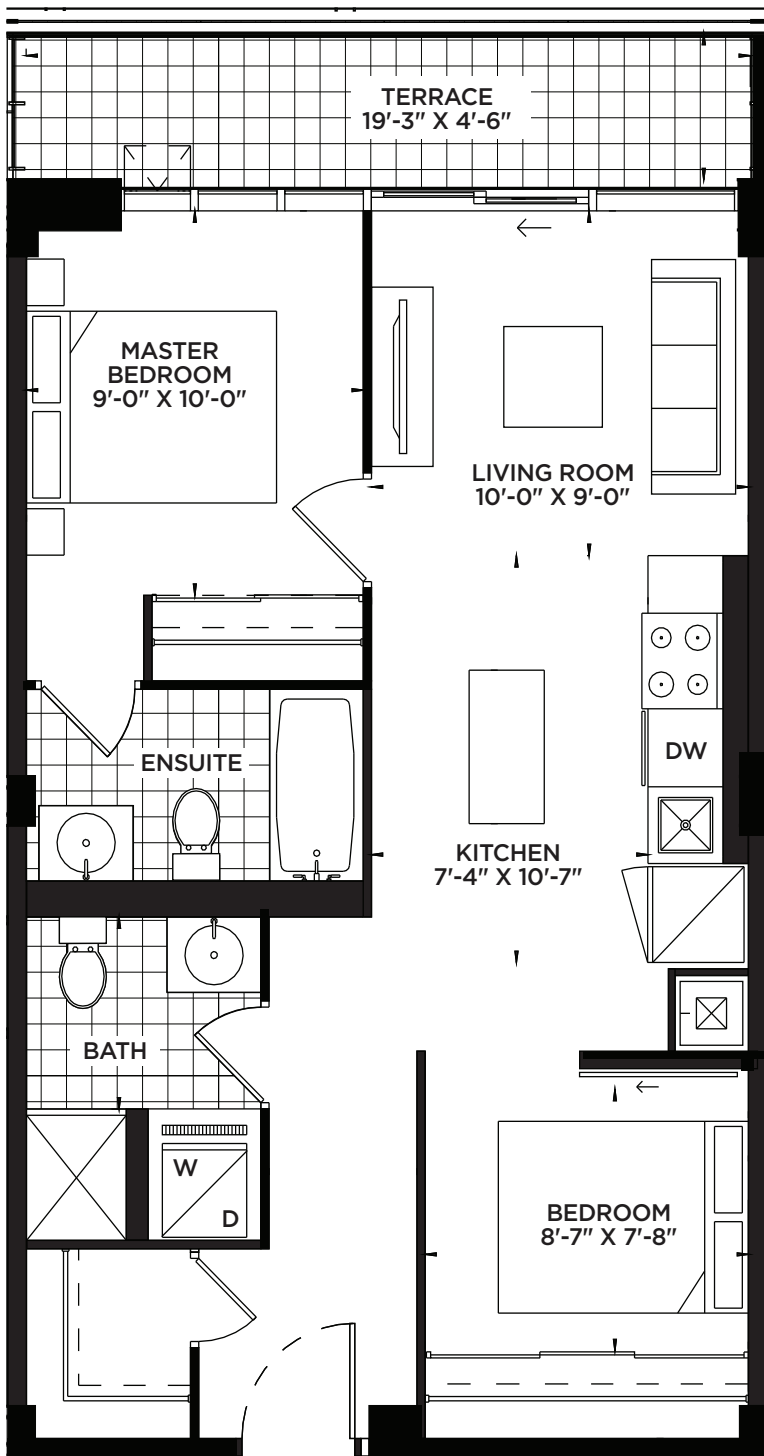 TERRACE
19'-3" X 4'-6"
MASTER
BEDROOM
9'-0" X 10'-0"
LIVING ROOM
10'-0" X 9'-0"
DW
ENSUITE
KITCHEN
7'-4" X 10'-7"
BATH
W
D
BEDROOM
8'-7" X 7'-8"